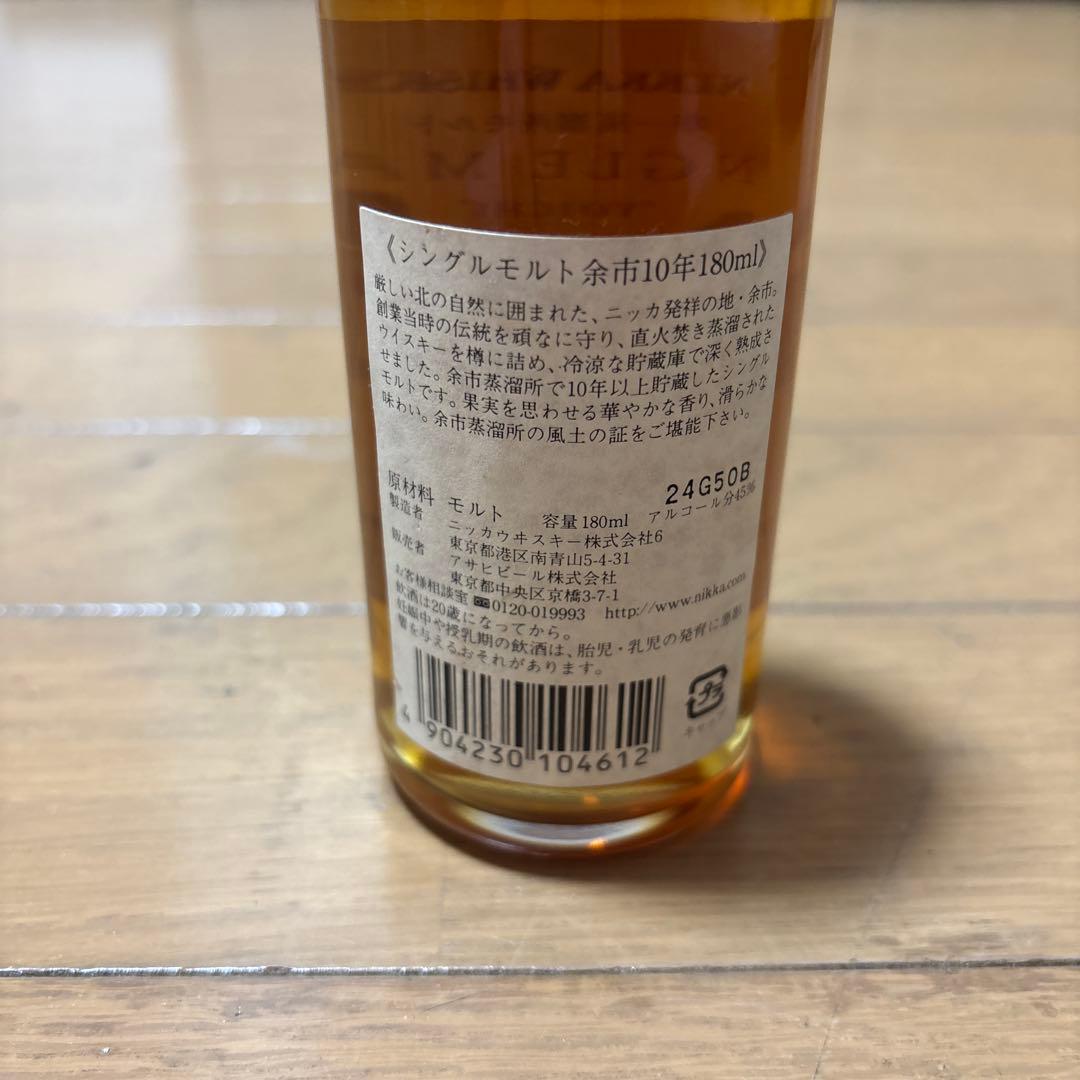 《シングルモルト余市10年180ml》
厳しい北の自然に囲まれた、ニッカ発祥の地・余市。
創業当時の伝統を頑なに守り、直火焚き蒸溜された
ウイスキーを樽に詰め、冷涼な貯蔵庫で深く熟成さ
せました。余市蒸溜所で10年以上貯蔵したシングル
モルトです。果実を思わせる華やかな香り、滑らかな
味わい。余市蒸溜所の風土の証をご堪能下さい。
24G50B
原材料 モルト 容量180ml アルコール分45%
製造者 ニッカウヰスキー株式会社6
東京都港区南青山5-4-31
販売者 アサヒビール株式会社
東京都中央区京橋3-7-1
お客様相談室 0120-019993 http://www.nikka.com
飲酒は20歳になってから。
妊娠中や授乳期の飲酒は、胎児・乳児の発育に悪影
響を与えるおそれがあります。
プラ
キャップ
4 904230 104612